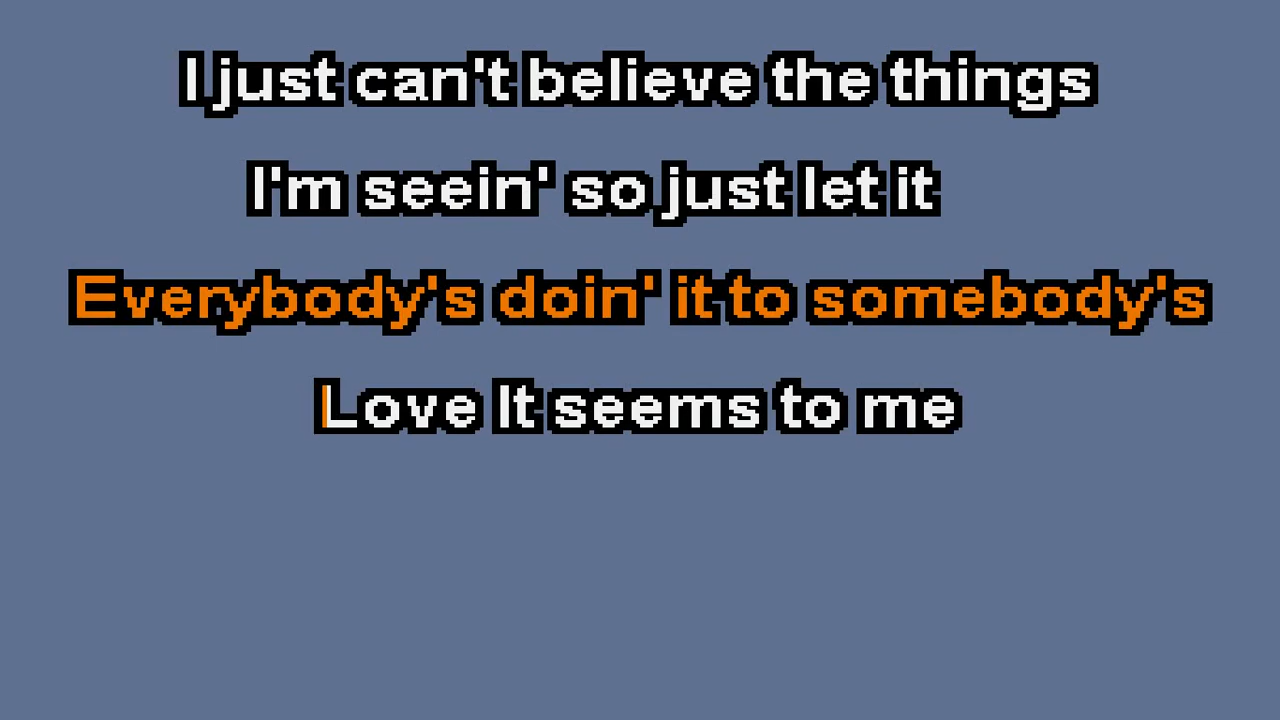 I just can't believe the things
I'm seein' so just let it
Everybody's doin' it to somebody's
Love It seems to me